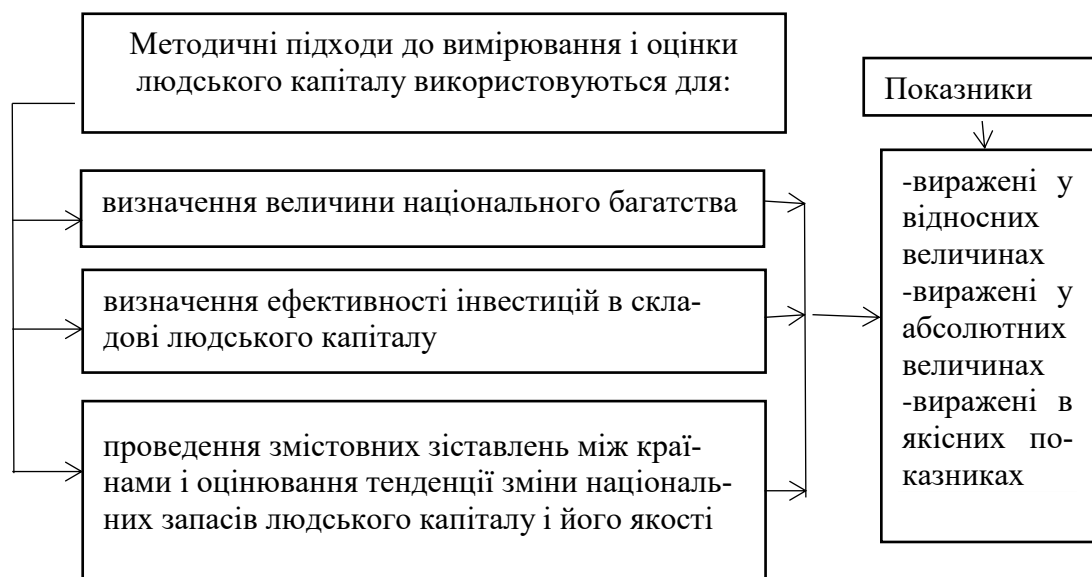 Методичні підходи до вимірювання і оцінки
людського капіталу використовуються для:
Показники
визначення величини національного багатства
визначення ефективності інвестицій в скла-
дові людського капіталу
проведення змістовних зіставлень між краї-
нами і оцінювання тенденції зміни національ-
них запасів людського капіталу і його якості
-виражені у
відносних
величинах
-виражені у
абсолютних
величинах
-виражені в
якісних по-
казниках